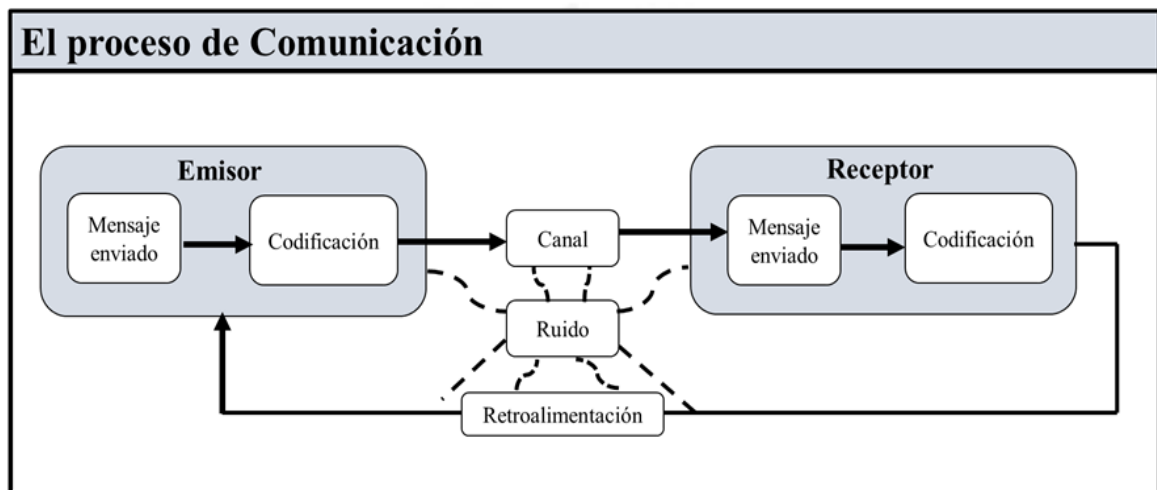 El proceso de Comunicación
Emisor
Mensaje
enviado
Codificación
Canal
Receptor
Mensaje
enviado
Codificación
Ruido
Retroalimentación